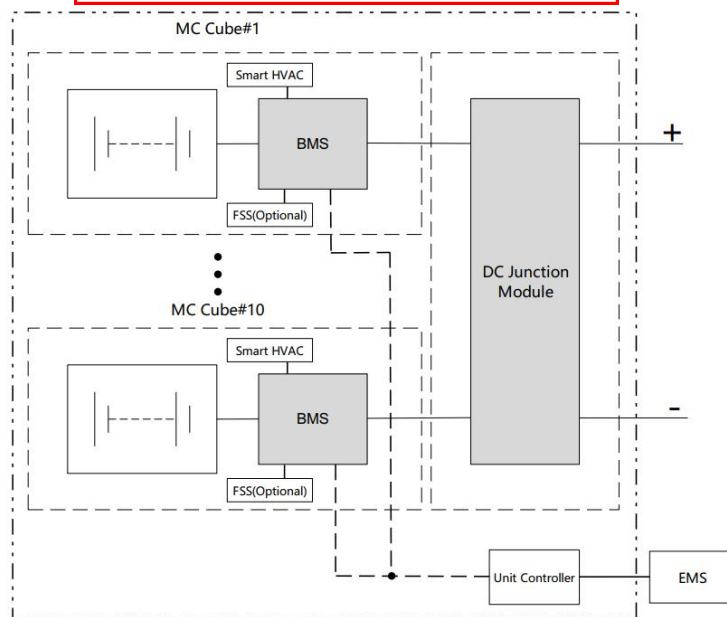 MC Cube#1
Smart HVAC
BMS
FSS(Optional)
+
DC Junction
Module
MC Cube#10
Smart HVAC
BMS
FSS(Optional)
-
Unit Controller
EMS